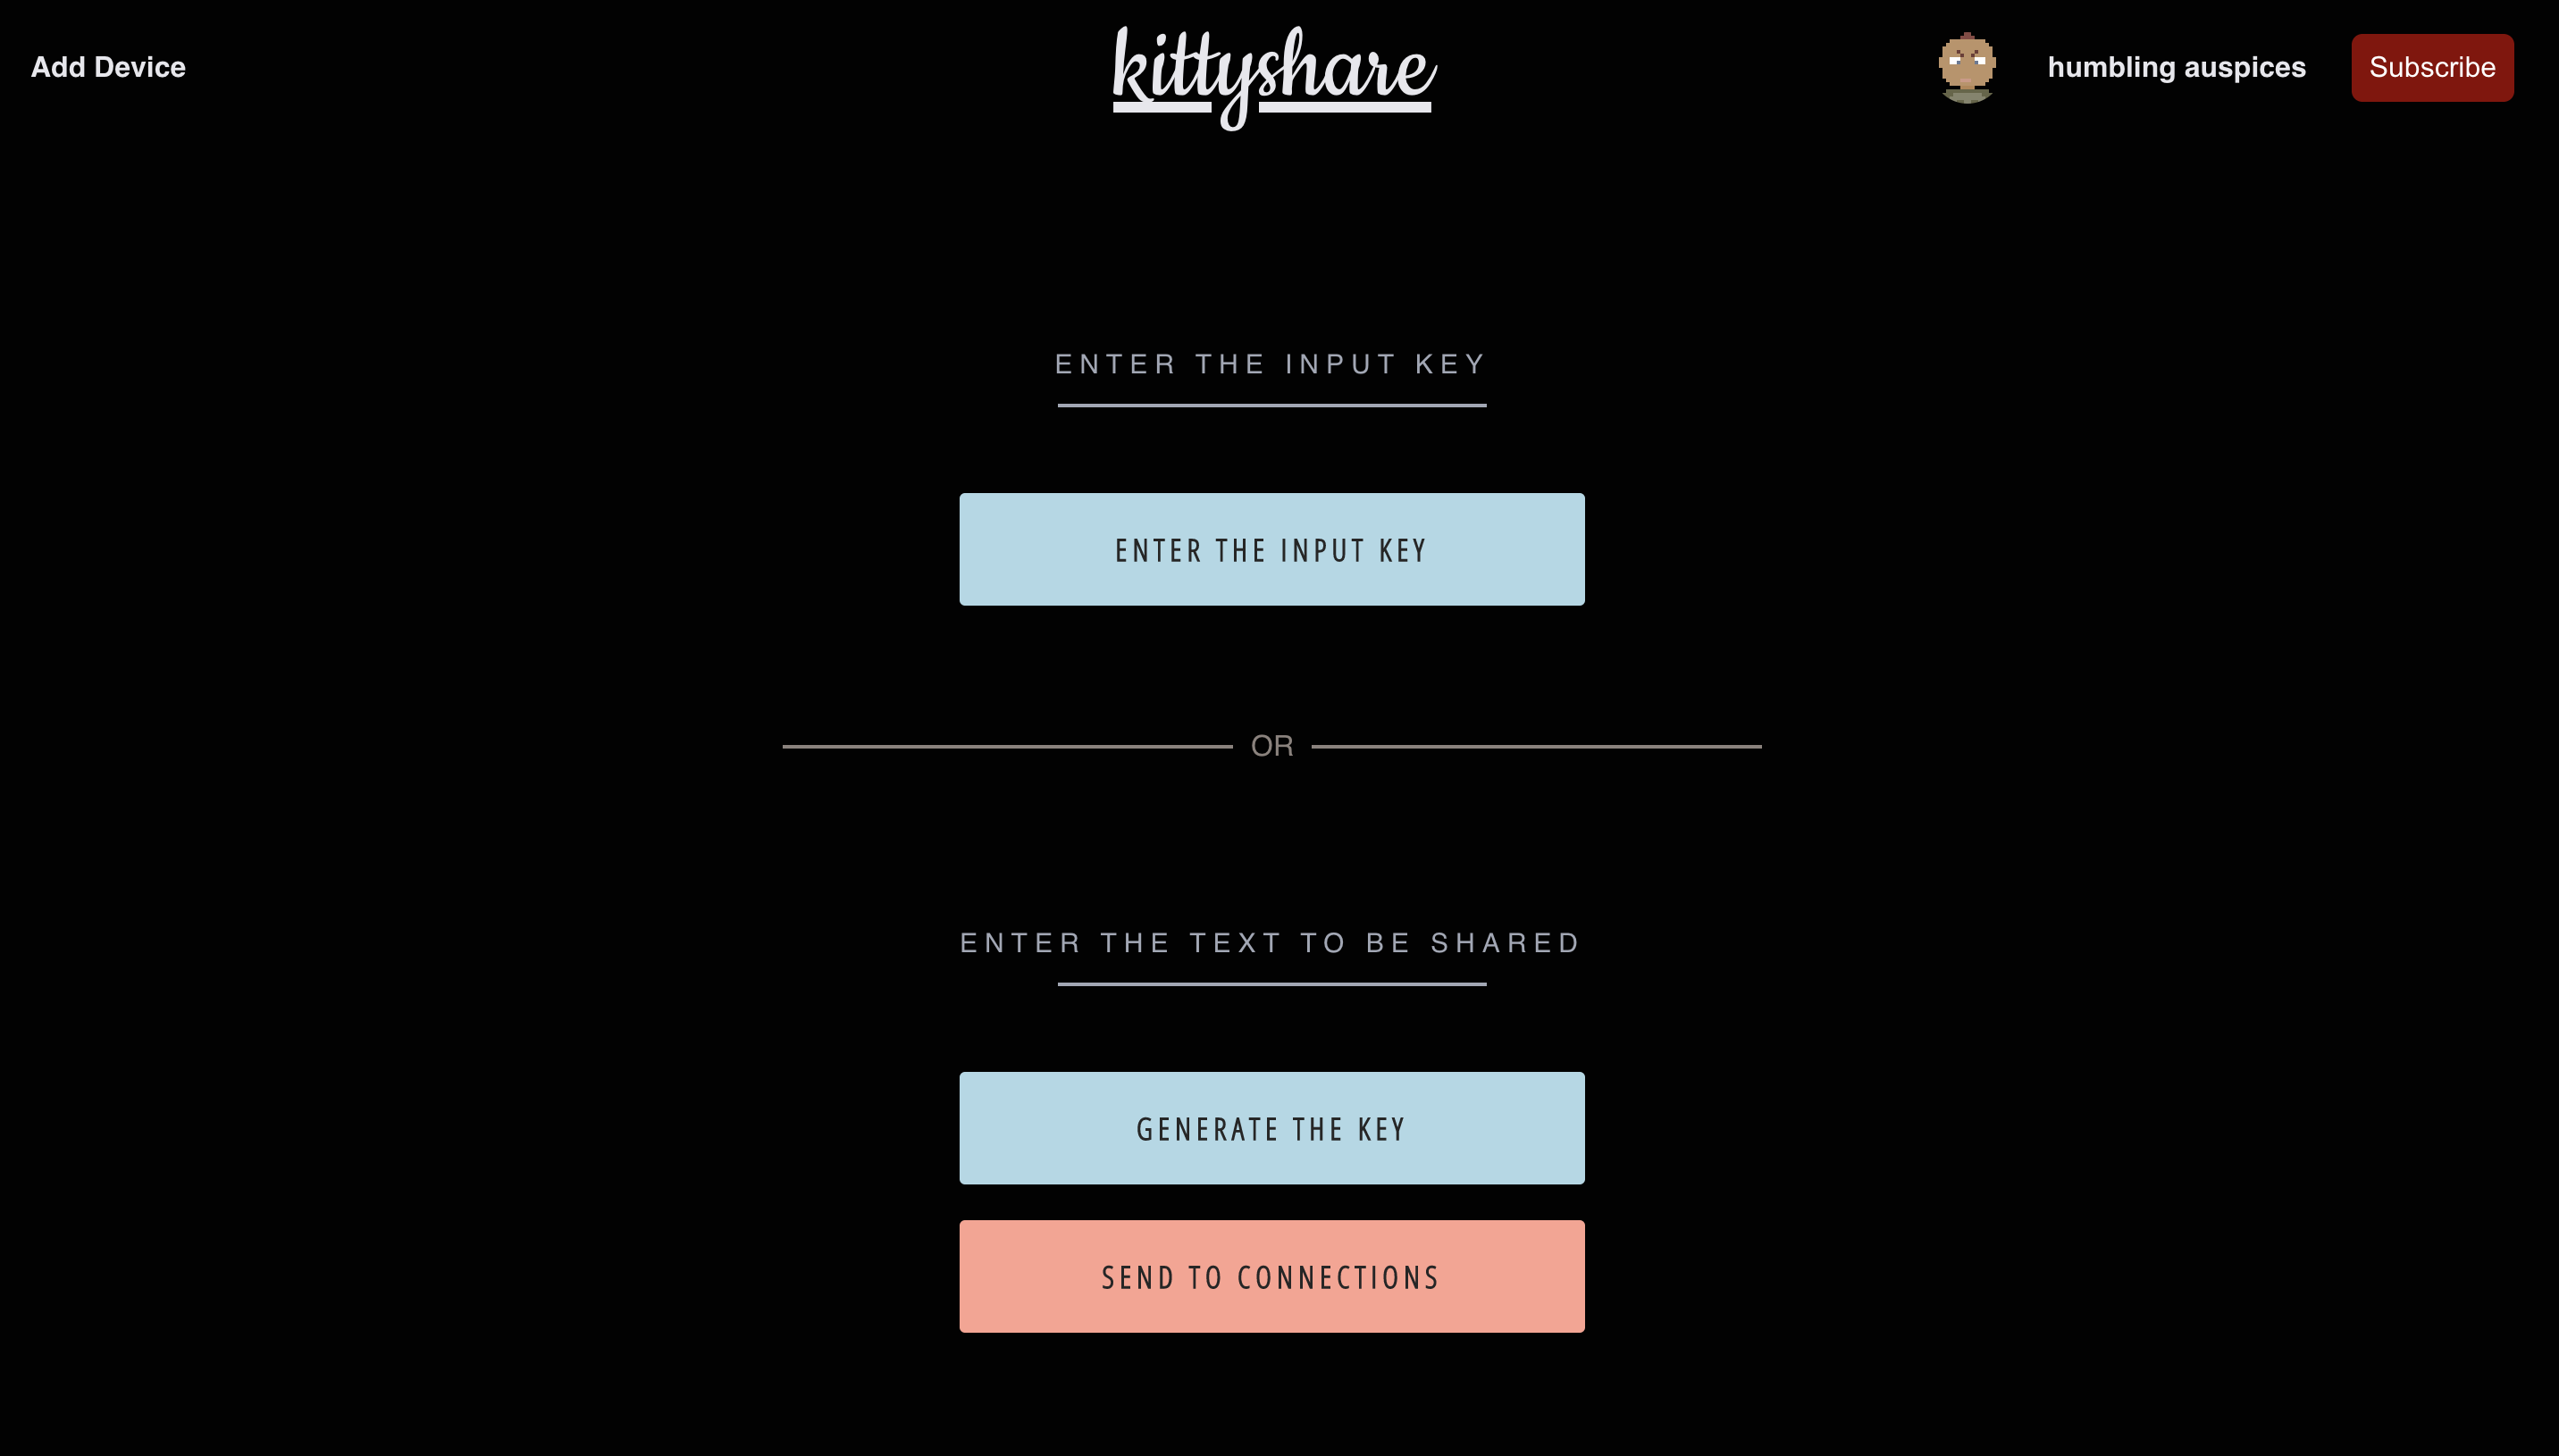 Add Device
kittyshare
humbling auspices
Subscribe
ENTER THE INPUT KEY
ENTER THE INPUT KEY
OR
ENTER THE TEXT TO BE SHARED
GENERATE THE KEY
SEND TO CONNECTIONS